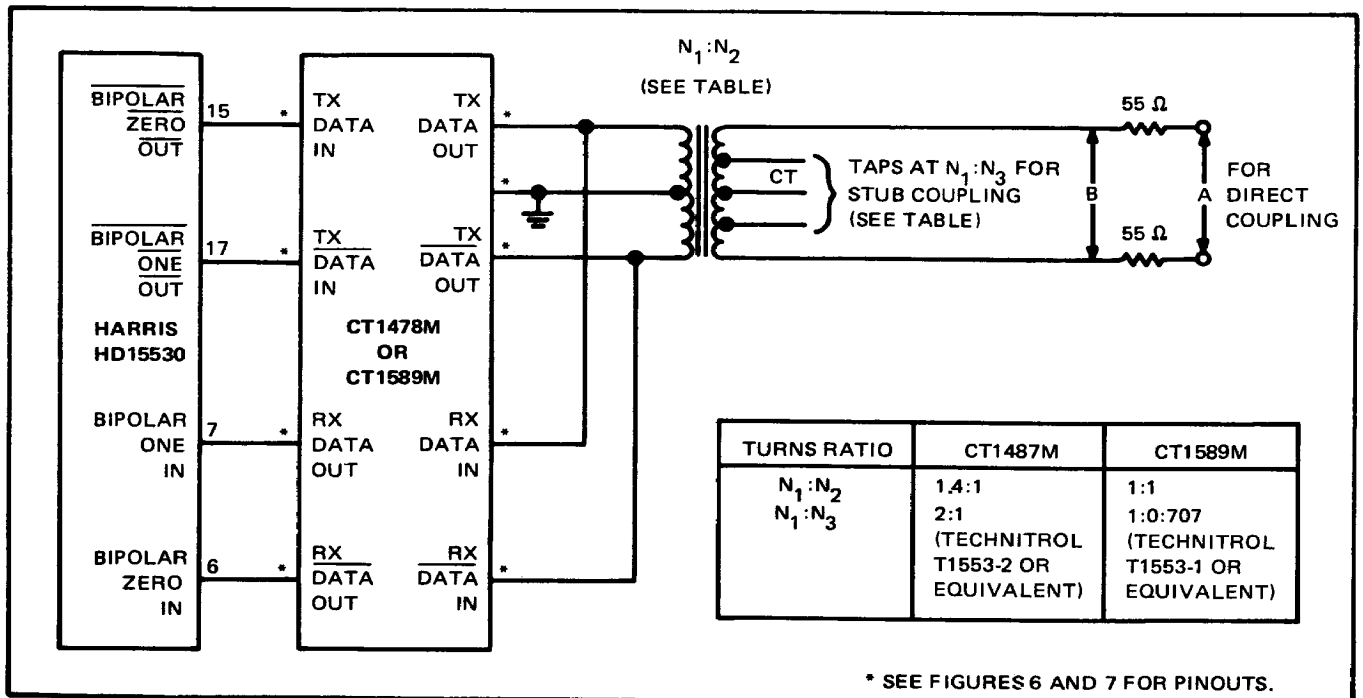 N1:N2
(SEE TABLE)
BIPOLAR
ZERO
OUT
15
*
TX
DATA
IN
TX
DATA
OUT
*
*
CT
TAPS AT N1:N3 FOR
STUB COUPLING
(SEE TABLE)
B
55 Ω
A
FOR
DIRECT
COUPLING
55 Ω
BIPOLAR
ONE
OUT
17
*
TX
DATA
IN
TX
DATA
OUT
*
HARRIS
HD15530
CT1478M
OR
CT1589M
BIPOLAR
ONE
IN
7
*
RX
DATA
OUT
RX
DATA
IN
*
BIPOLAR
ZERO
IN
6
*
RX
DATA
OUT
RX
DATA
IN
*
TURNS RATIO CT1487M CT1589M
N1:N2 1.4:1 1:1
N1:N3 2:1 1:0:707
(TECHNITROL (TECHNITROL
T1553-2 OR T1553-1 OR
EQUIVALENT) EQUIVALENT)
* SEE FIGURES 6 AND 7 FOR PINOUTS.